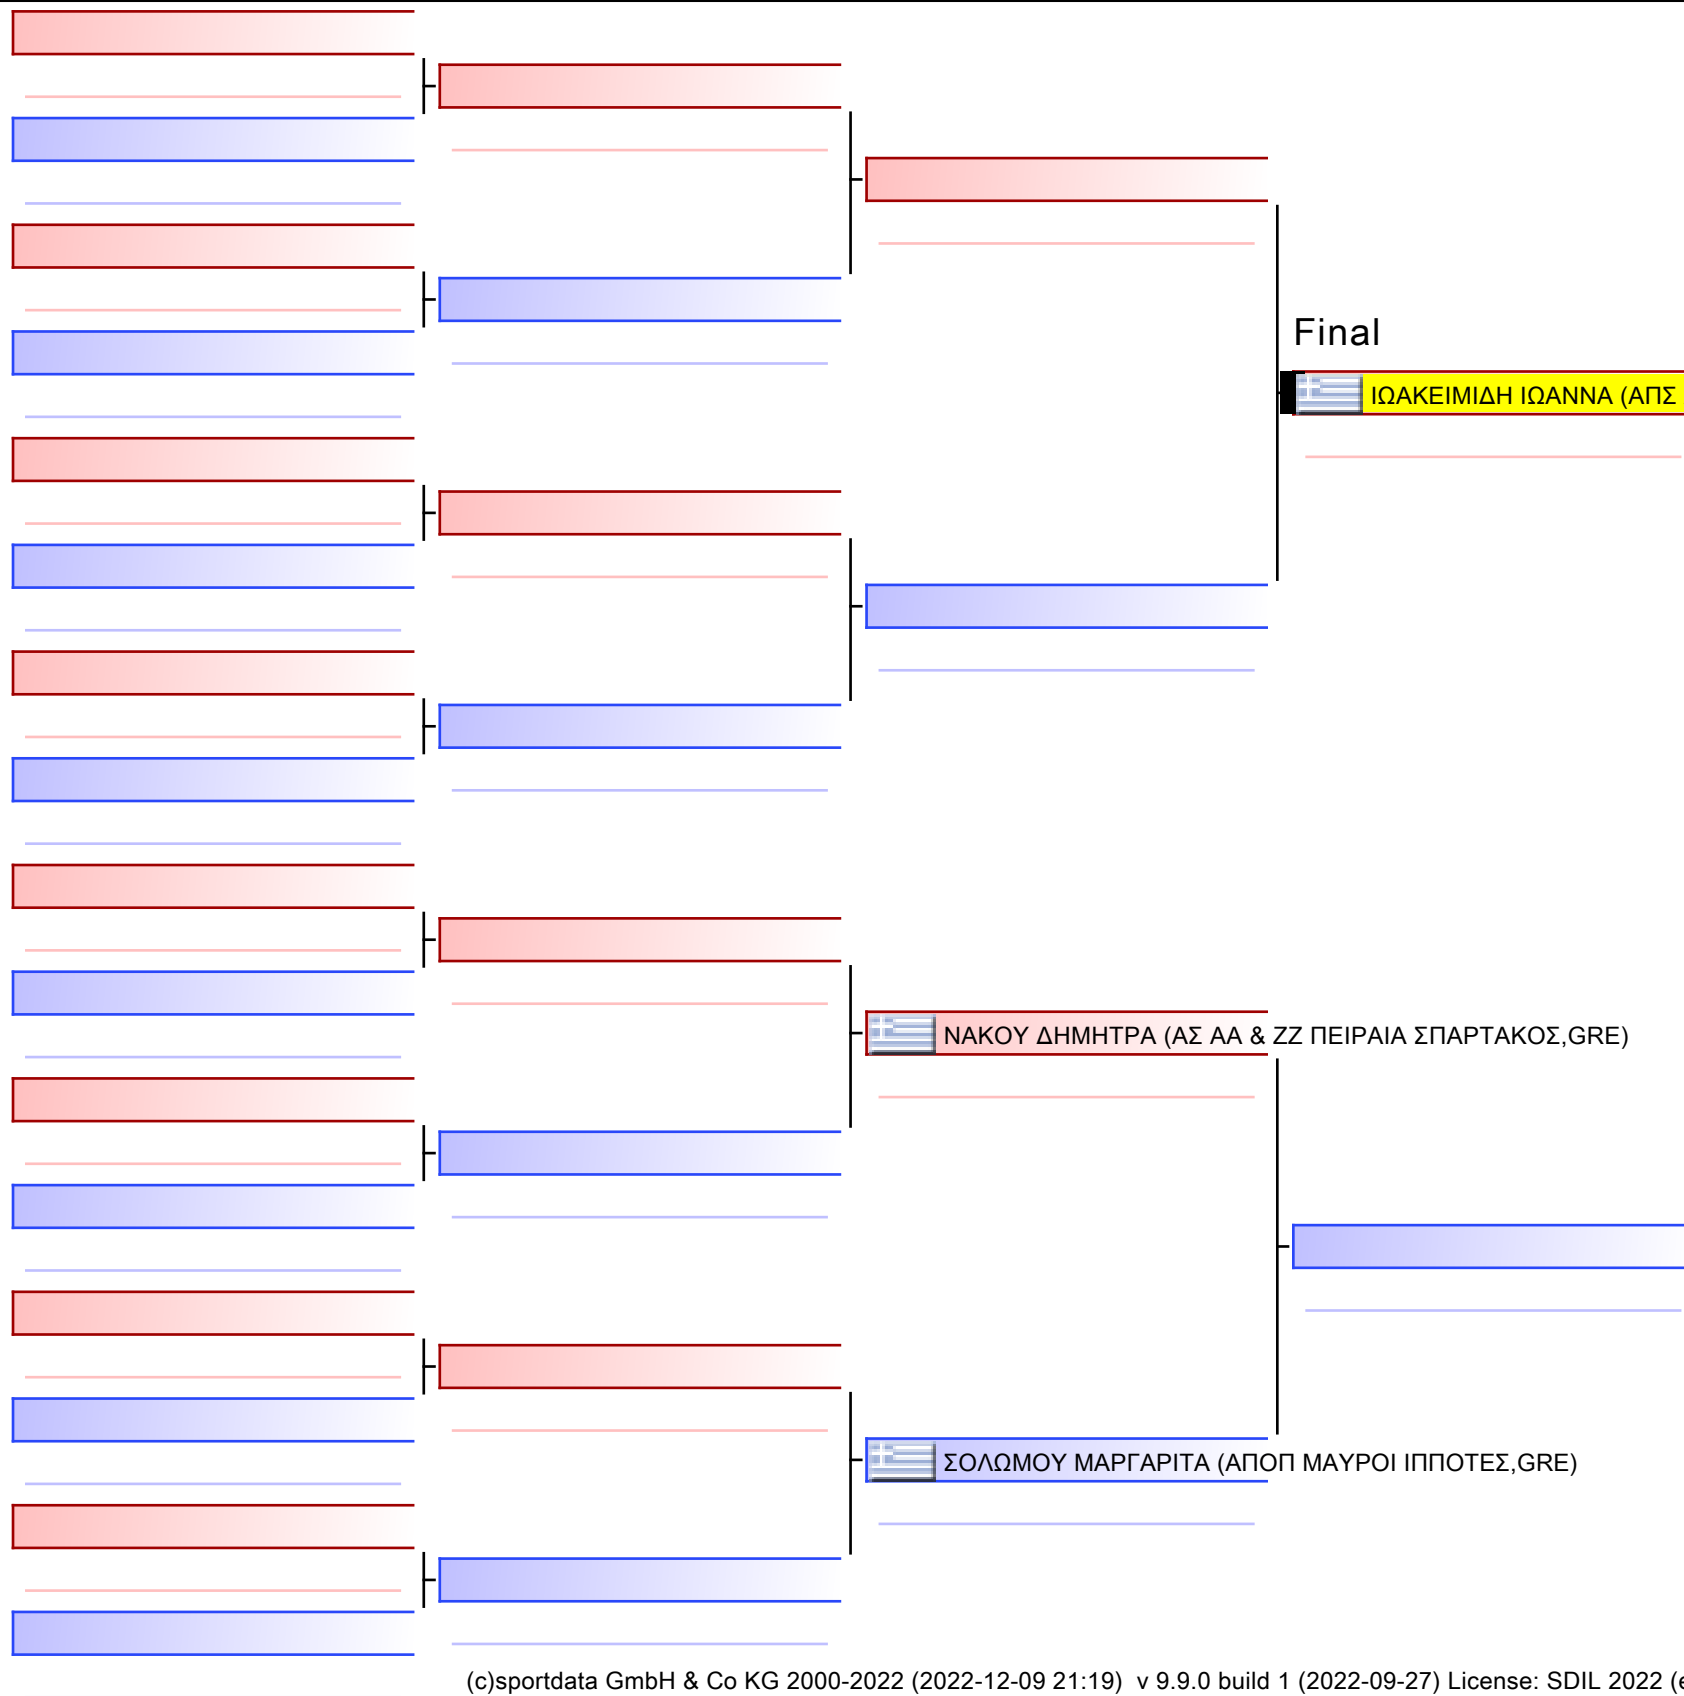 Final
ΙΩΑΚΕΙΜΙΔΗ ΙΩΑΝΝΑ (ΑΠΣ
ΝΑΚΟΥ ΔΗΜΗΤΡΑ (ΑΣ ΑΑ & ΖΖ ΠΕΙΡΑΙΑ ΣΠΑΡΤΑΚΟΣ,GRE)
ΣΟΛΩΜΟΥ ΜΑΡΓΑΡΙΤΑ (ΑΠΟΠ ΜΑΥΡΟΙ ΙΠΠΟΤΕΣ,GRE)
(c)sportdata GmbH & Co KG 2000-2022 (2022-12-09 21:19) v 9.9.0 build 1 (2022-09-27) License: SDIL 2022 (e